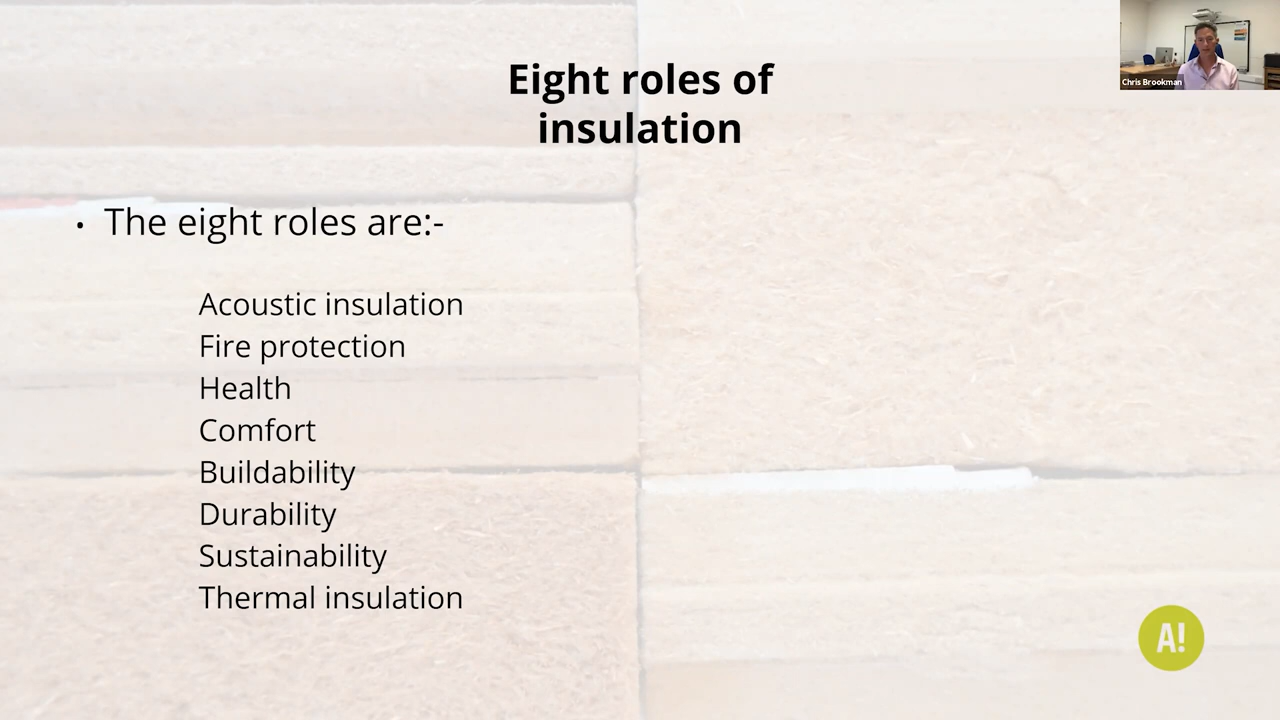 Chris Brookman
Eight roles of
insulation
• The eight roles are:-
Acoustic insulation
Fire protection
Health
Comfort
Buildability
Durability
Sustainability
Thermal insulation
A!